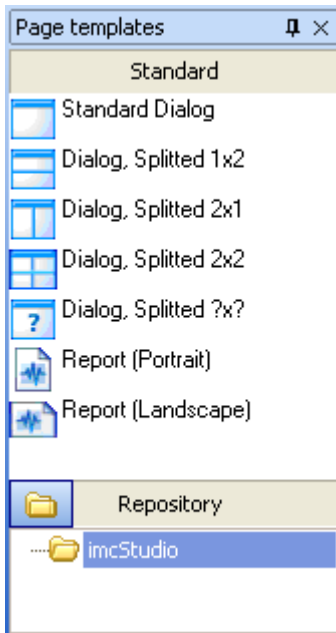 Page templates
Standard
Standard Dialog
Dialog, Splitted 1x2
Dialog, Splitted 2x1
Dialog, Splitted 2x2
?
Dialog, Splitted ?x?
Report (Portrait)
Report (Landscape)
Repository
imcStudio